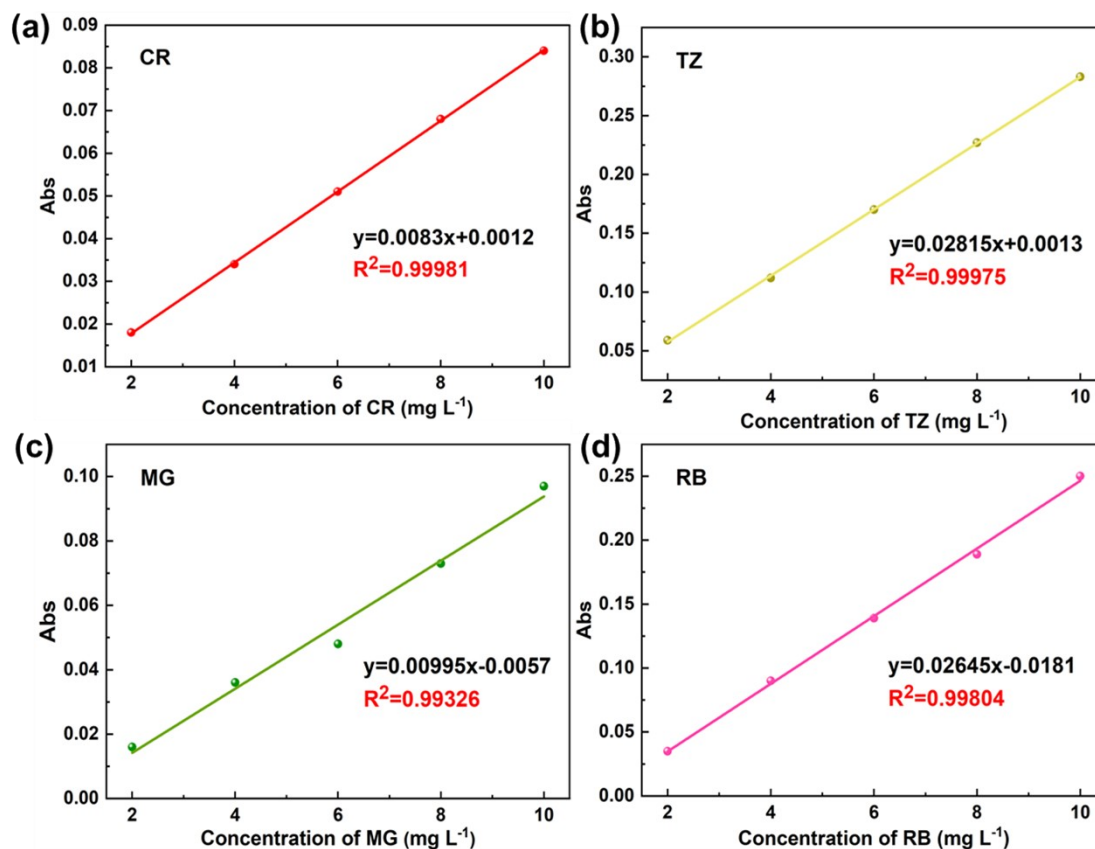 (a)
CR
Abs
0.09
0.08
0.07
0.06
0.05
0.04
0.03
0.02
0.01
y=0.0083x+0.0012
R²=0.99981
2 4 6 8 10
Concentration of CR (mg L⁻¹)
(b)
TZ
Abs
0.30
0.25
0.20
0.15
0.10
0.05
y=0.02815x+0.0013
R²=0.99975
2 4 6 8 10
Concentration of TZ (mg L⁻¹)
(c)
MG
Abs
0.10
0.08
0.06
0.04
0.02
0.00
y=0.00995x-0.0057
R²=0.99326
2 4 6 8 10
Concentration of MG (mg L⁻¹)
(d)
RB
Abs
0.25
0.20
0.15
0.10
0.05
0.00
y=0.02645x-0.0181
R²=0.99804
2 4 6 8 10
Concentration of RB (mg L⁻¹)